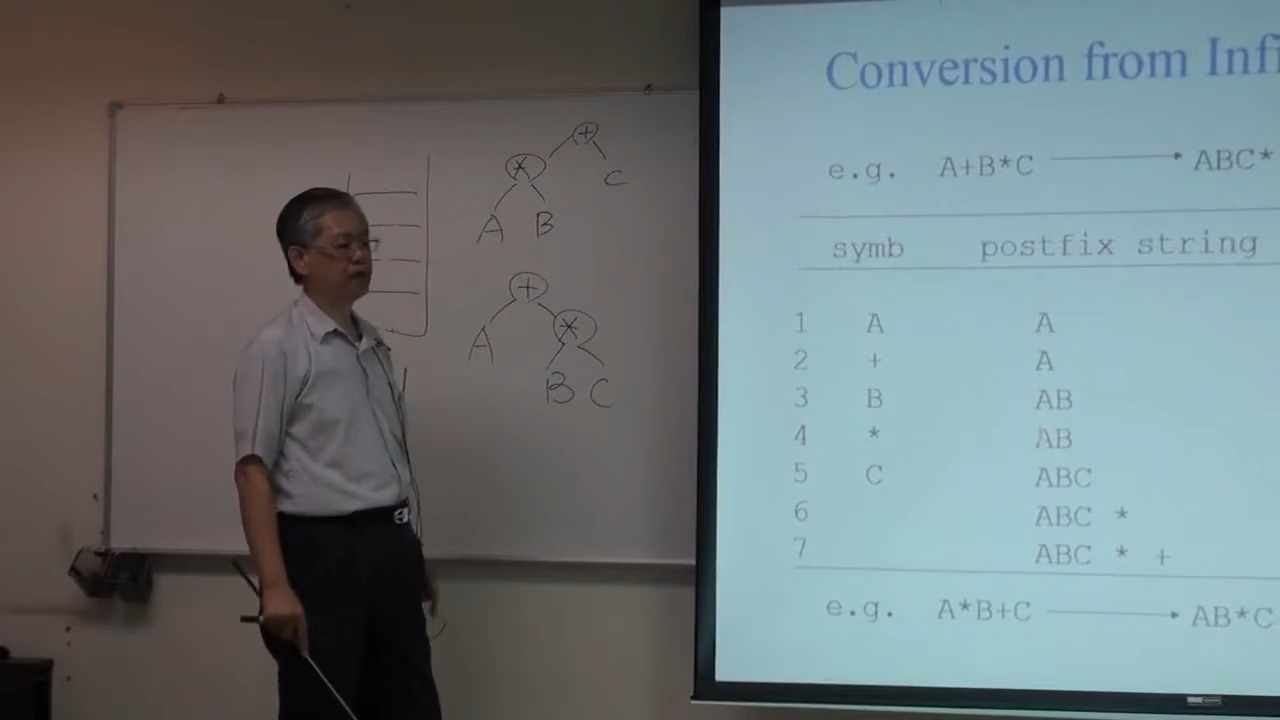 +
* C
A B
+
A *
B C
Conversion from Infi
e.g. A+B*C ABC*
symb postfix string
1 A A
2 + A
3 B AB
4 * AB
5 C ABC
6 ABC *
7 ABC * +
e.g. A*B+C AB*C